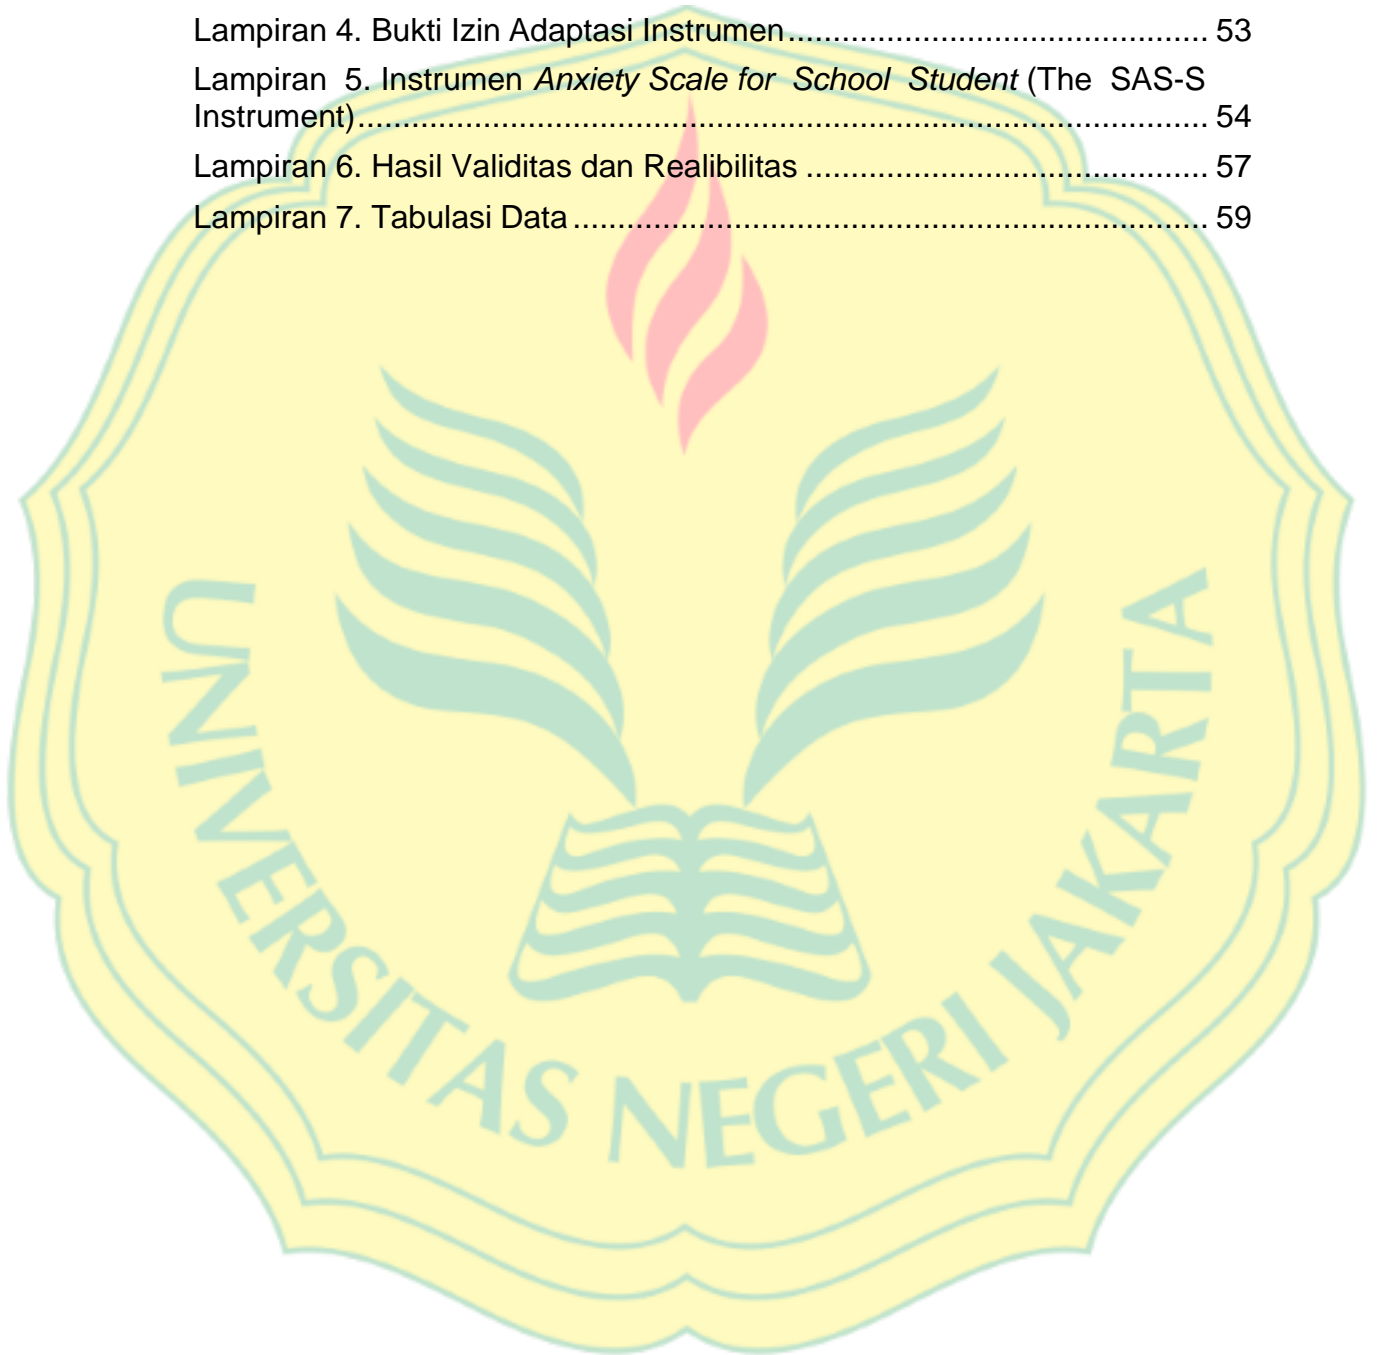 Lampiran 4. Bukti Izin Adaptasi Instrumen................................................ 53
Lampiran 5. Instrumen Anxiety Scale for School Student (The SAS-S
Instrument)................................................................................................ 54
Lampiran 6. Hasil Validitas dan Realibilitas .............................................. 57
Lampiran 7. Tabulasi Data ........................................................................ 59
UNIVERSITAS NEGERI JAKARTA